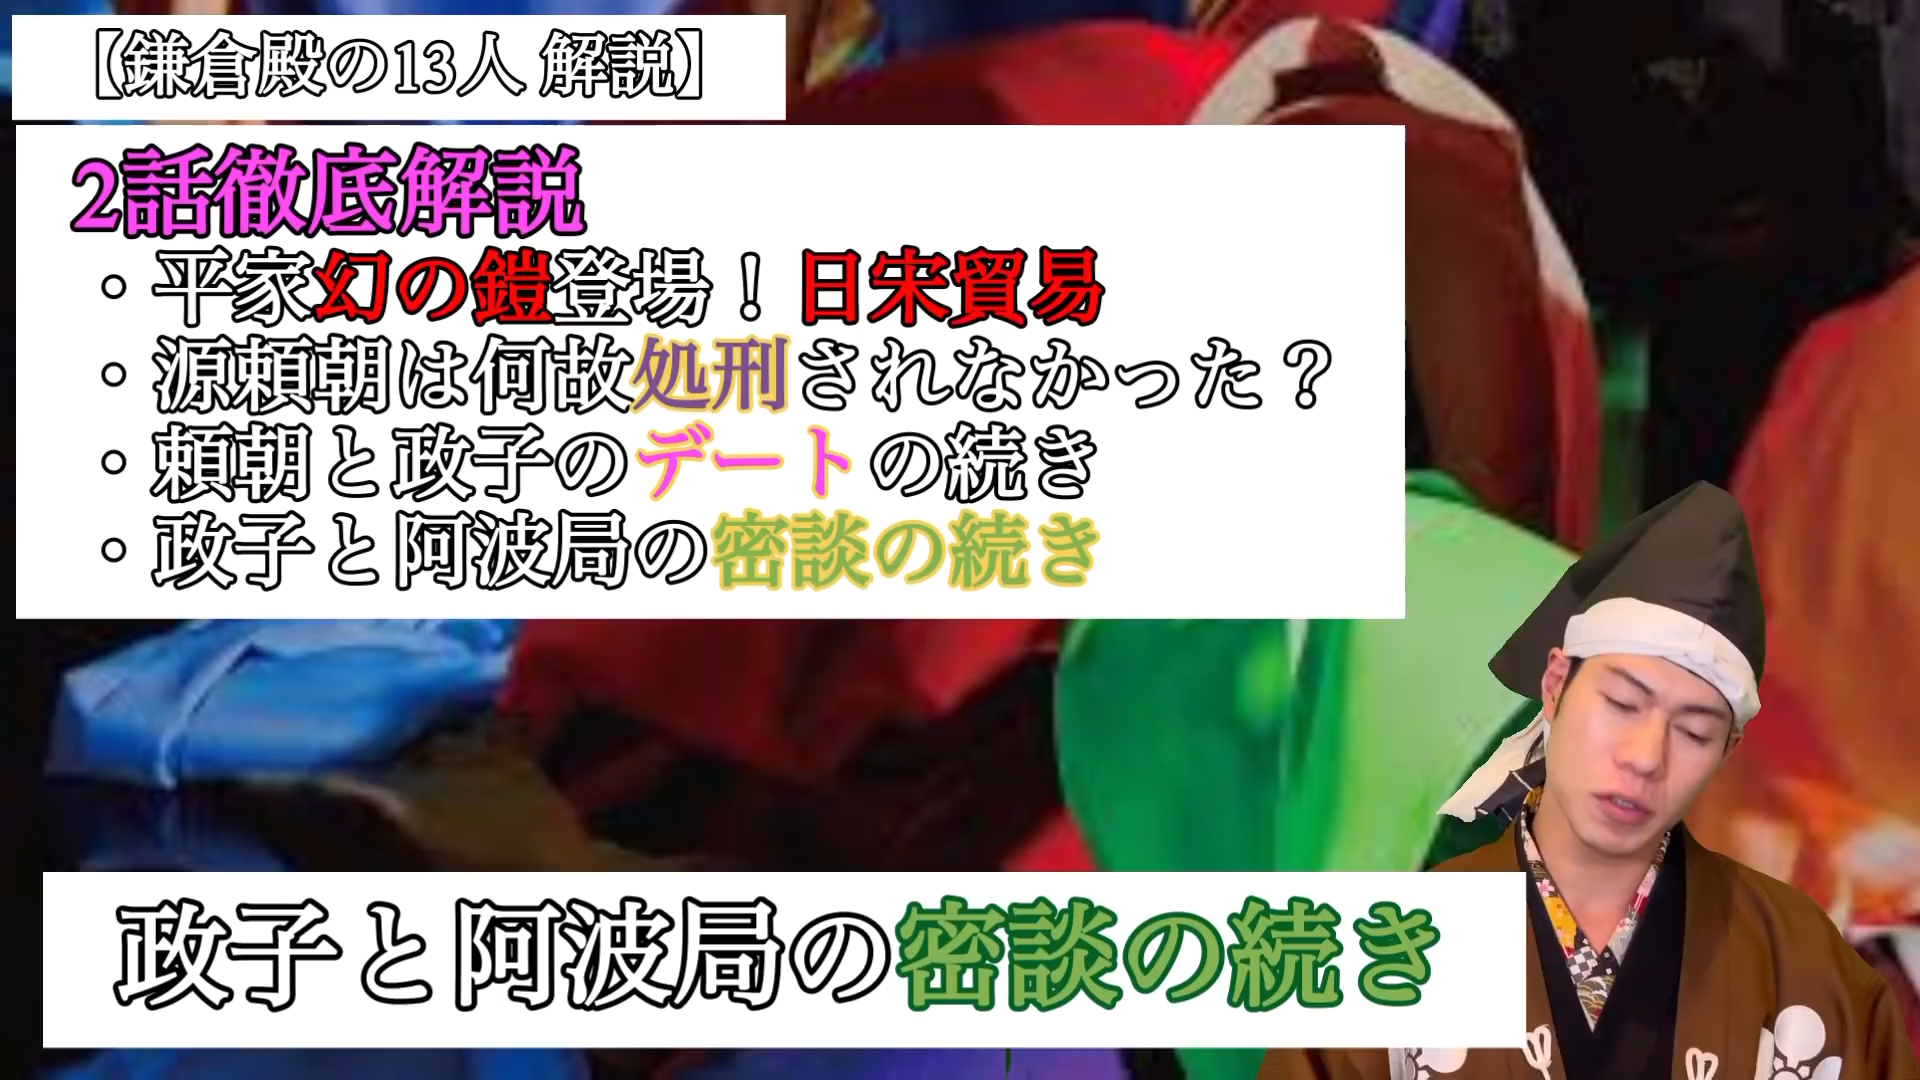 【鎌倉殿の13人 解説】
2話徹底解説
・平家幻の鎧登場！日宋貿易
・源頼朝は何故処刑されなかった？
・頼朝と政子のデートの続き
・政子と阿波局の密談の続き
政子と阿波局の密談の続き